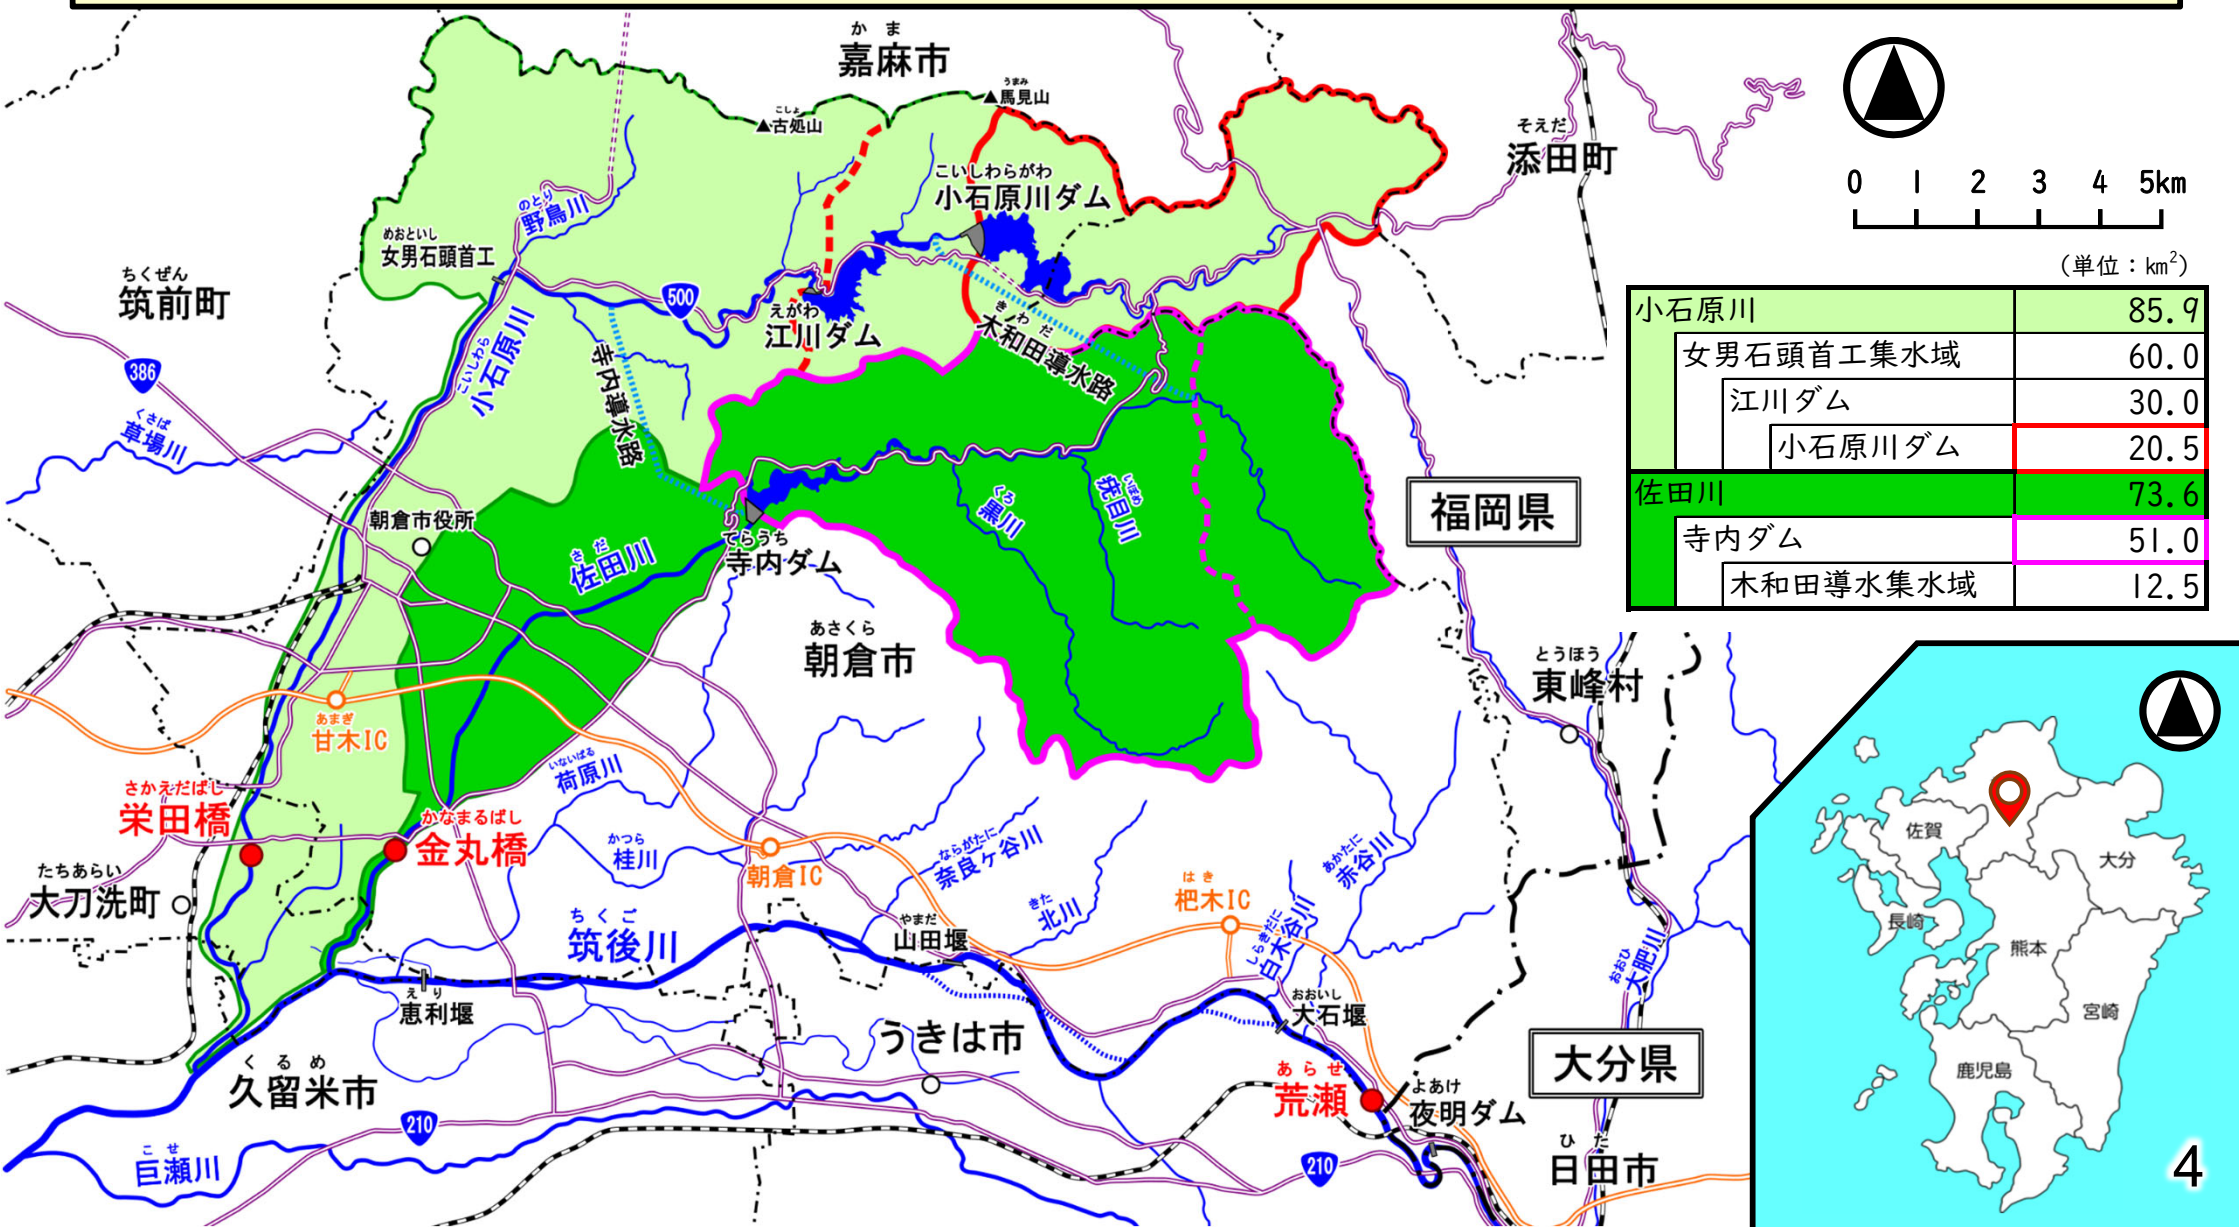 かま
嘉麻市
うまみ
▲馬見山
こしょ
▲古処山
そえだ
添田町
こいしわらがわ
小石原川ダム
のとり
野鳥川
めおといし
女男石頭首工
ちくぜん
筑前町
500
えがわ
江川ダム
きわだ
木和田導水路
こいしわら
小石原川
寺内導水路
386
くさば
草場川
朝倉市役所
さだ
佐田川
てらうち
寺内ダム
くろ
黒川
いぼめ
疣目川
福岡県
あさくら
朝倉市
とうほう
東峰村
あまぎ
甘木IC
いないばる
荷原川
さかえだばし
栄田橋
かなまるばし
金丸橋
かつら
桂川
朝倉IC
ならがたに
奈良ヶ谷川
あかたに
赤谷川
たちあらい
大刀洗町
はき
杷木IC
きた
北川
ちくご
筑後川
やまだ
山田堰
しらきだに
白木谷川
おおひ
大肥川
えり
恵利堰
おおいし
大石堰
うきは市
大分県
くるめ
久留米市
あらせ
荒瀬
よあけ
夜明ダム
210
こせ
巨瀬川
210
ひた
日田市
0 1 2 3 4 5km
(単位：km²)
小石原川 85.9
女男石頭首工集水域 60.0
江川ダム 30.0
小石原川ダム 20.5
佐田川 73.6
寺内ダム 51.0
木和田導水集水域 12.5
佐賀
大分
長崎
熊本
宮崎
鹿児島
4